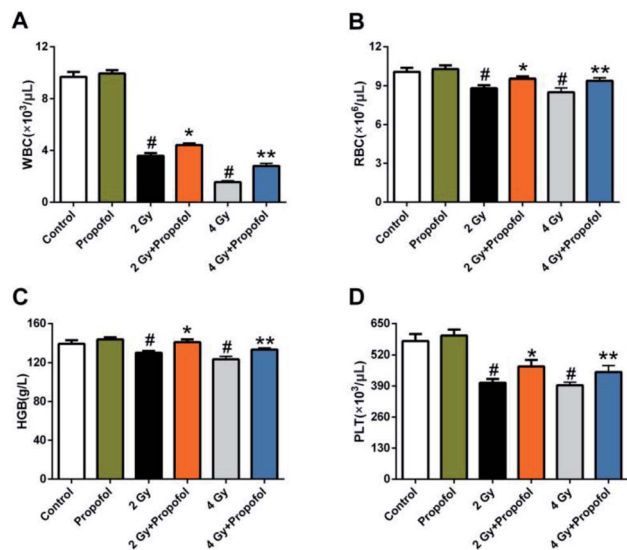 A
WBC(×10³/μL)
12
8
4
0
#
*
#
**
Control
Propofol
2 Gy
2 Gy+Propofol
4 Gy
4 Gy+Propofol
B
RBC(×10⁶/μL)
12
9
6
3
0
#
*
#
**
Control
Propofol
2 Gy
2 Gy+Propofol
4 Gy
4 Gy+Propofol
C
HGB(g/L)
160
120
80
40
0
#
*
#
**
Control
Propofol
2 Gy
2 Gy+Propofol
4 Gy
4 Gy+Propofol
D
PLT(×10³/μL)
650
520
390
260
130
0
#
*
#
**
Control
Propofol
2 Gy
2 Gy+Propofol
4 Gy
4 Gy+Propofol